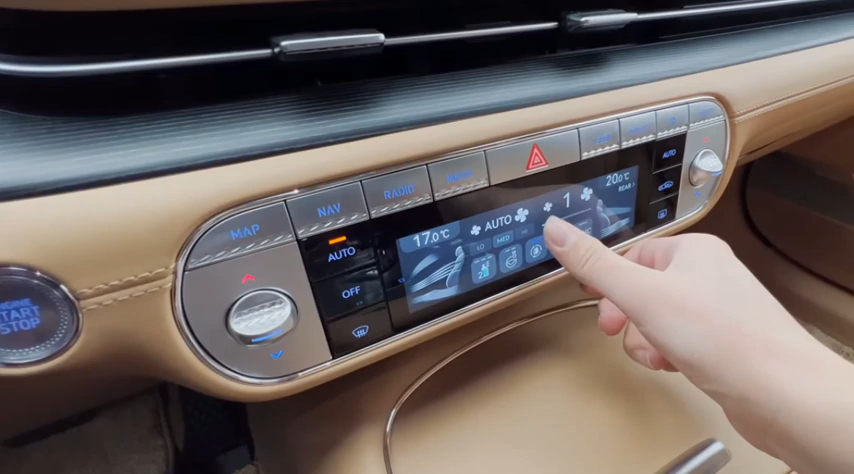 MAP
NAV
RADIO
ENGINE
START
STOP
AUTO
OFF
17.0°C
AUTO
1
20.0°C
REAR >
LO
MED
HI
AUTO